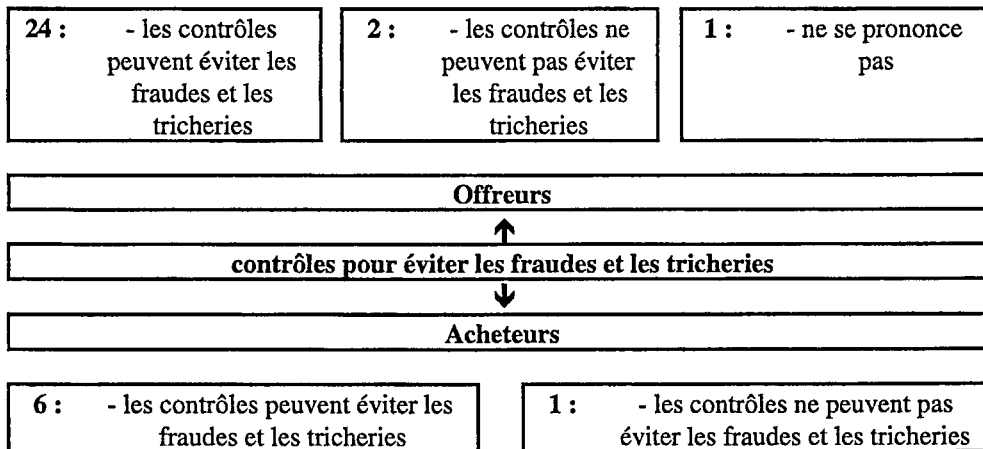 24 : - les contrôles
peuvent éviter les
fraudes et les
tricheries
2 : - les contrôles ne
peuvent pas éviter
les fraudes et les
tricheries
1 : - ne se prononce
pas
Offreurs
contrôles pour éviter les fraudes et les tricheries
Acheteurs
6 : - les contrôles peuvent éviter les
fraudes et les tricheries
1 : - les contrôles ne peuvent pas
éviter les fraudes et les tricheries